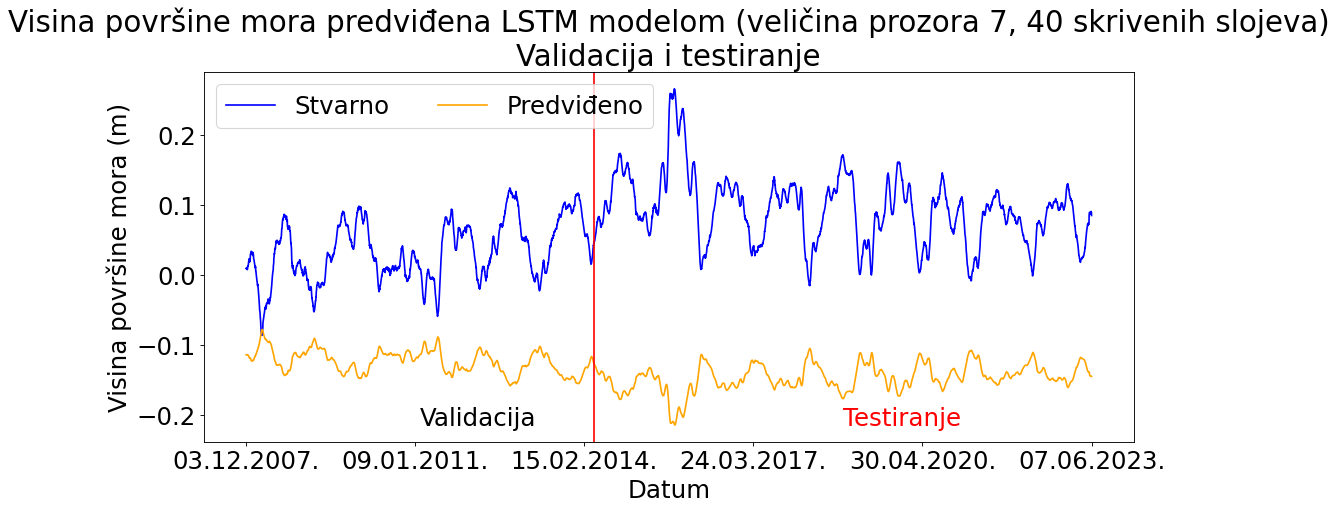 Visina površine mora predviđena LSTM modelom (veličina prozora 7, 40 skrivenih slojeva)
Validacija i testiranje
Stvarno
Predviđeno
Visina površine mora (m)
0.2
0.1
0.0
−0.1
−0.2
Validacija
Testiranje
03.12.2007.
09.01.2011.
15.02.2014.
24.03.2017.
30.04.2020.
07.06.2023.
Datum